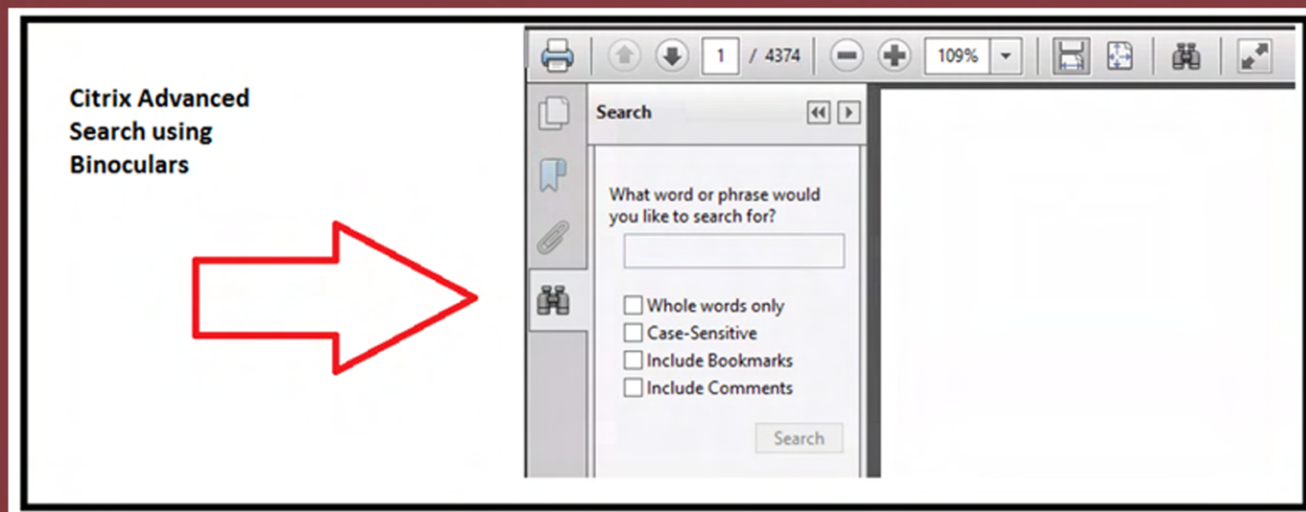 Citrix Advanced
Search using
Binoculars
1 / 4374 109%
Search
What word or phrase would
you like to search for?
Whole words only
Case-Sensitive
Include Bookmarks
Include Comments
Search